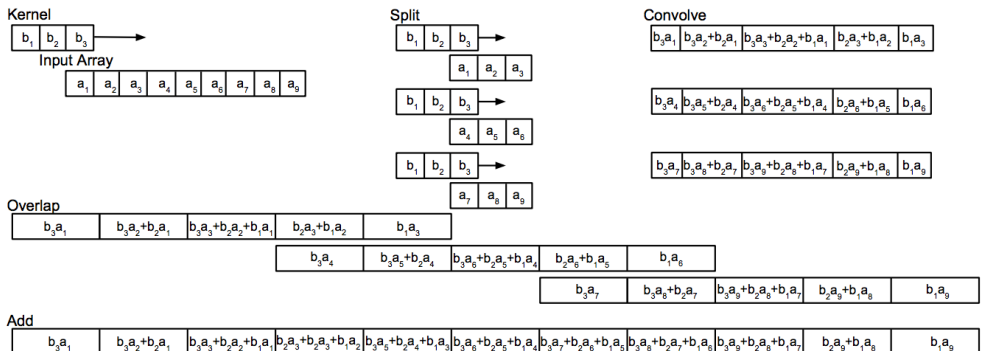 Kernel
b₁ b₂ b₃
Input Array
a₁ a₂ a₃ a₄ a₅ a₆ a₇ a₈ a₉
Split
b₁ b₂ b₃
a₁ a₂ a₃
b₁ b₂ b₃
a₄ a₅ a₆
b₁ b₂ b₃
a₇ a₈ a₉
Convolve
b₃a₁ b₃a₂+b₂a₁ b₃a₃+b₂a₂+b₁a₁ b₂a₃+b₁a₂ b₁a₃
b₃a₄ b₃a₅+b₂a₄ b₃a₆+b₂a₅+b₁a₄ b₂a₆+b₁a₅ b₁a₆
b₃a₇ b₃a₈+b₂a₇ b₃a₉+b₂a₈+b₁a₇ b₂a₉+b₁a₈ b₁a₉
Overlap
b₃a₁ b₃a₂+b₂a₁ b₃a₃+b₂a₂+b₁a₁ b₂a₃+b₁a₂ b₁a₃
b₃a₄ b₃a₅+b₂a₄ b₃a₆+b₂a₅+b₁a₄ b₂a₆+b₁a₅ b₁a₆
b₃a₇ b₃a₈+b₂a₇ b₃a₉+b₂a₈+b₁a₇ b₂a₉+b₁a₈ b₁a₉
Add
b₃a₁ b₃a₂+b₂a₁ b₃a₃+b₂a₂+b₁a₁ b₂a₃+b₂a₃+b₁a₂ b₃a₅+b₂a₄+b₁a₃ b₃a₆+b₂a₅+b₁a₄ b₃a₇+b₂a₆+b₁a₅ b₃a₈+b₂a₇+b₁a₆ b₃a₉+b₂a₈+b₁a₇ b₂a₉+b₁a₈ b₁a₉